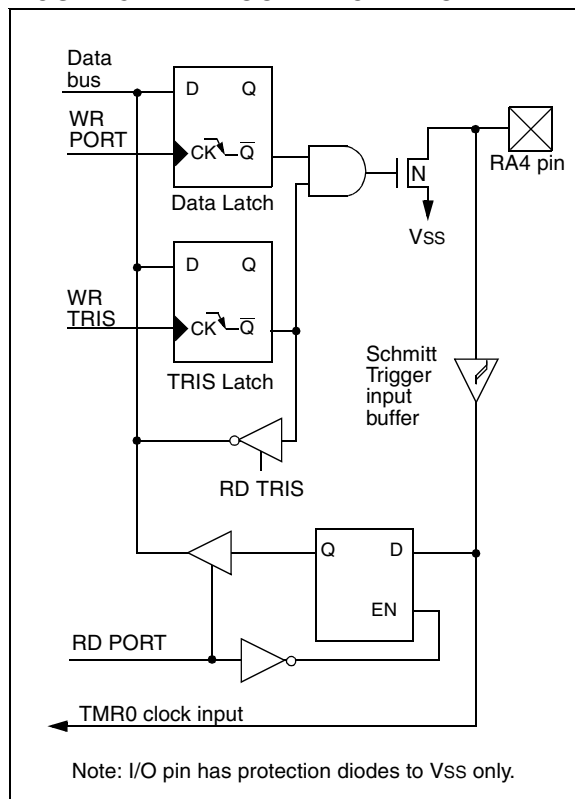 Data
bus
D Q
WR
PORT
CK Q̅
N
RA4 pin
Data Latch
VSS
D Q
WR
TRIS
CK Q̅
Schmitt
Trigger
input
buffer
TRIS Latch
RD TRIS
Q D
EN
RD PORT
TMR0 clock input
Note: I/O pin has protection diodes to VSS only.